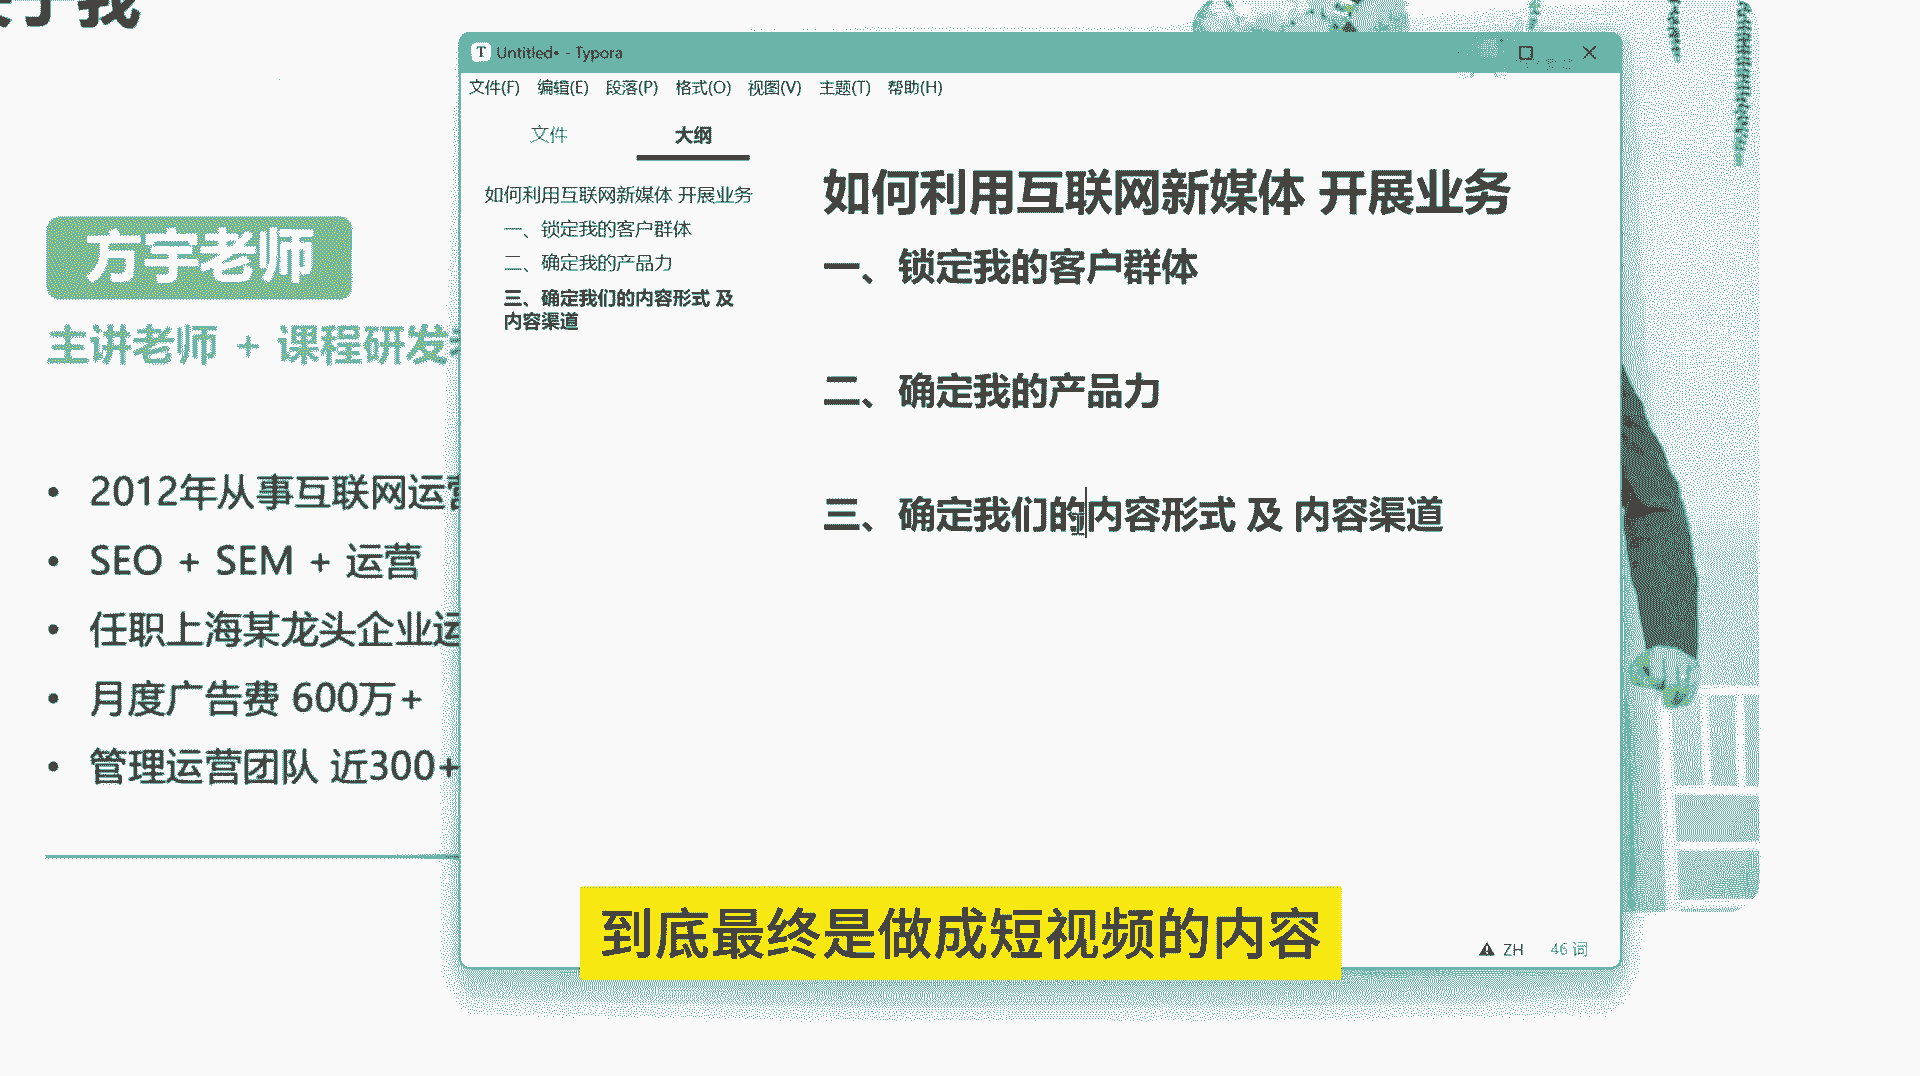 于我
方宇老师
主讲老师 + 课程研发
2012年从事互联网运营
SEO + SEM + 运营
任职上海某龙头企业运
月度广告费 600万+
管理运营团队 近300+
Untitled• - Typora
文件(F) 编辑(E) 段落(P) 格式(O) 视图(V) 主题(T) 帮助(H)
文件 大纲
如何利用互联网新媒体 开展业务
一、锁定我的客户群体
二、确定我的产品力
三、确定我们的内容形式 及
内容渠道
如何利用互联网新媒体 开展业务
一、锁定我的客户群体
二、确定我的产品力
三、确定我们的内容形式 及 内容渠道
ZH 46 词
到底最终是做成短视频的内容